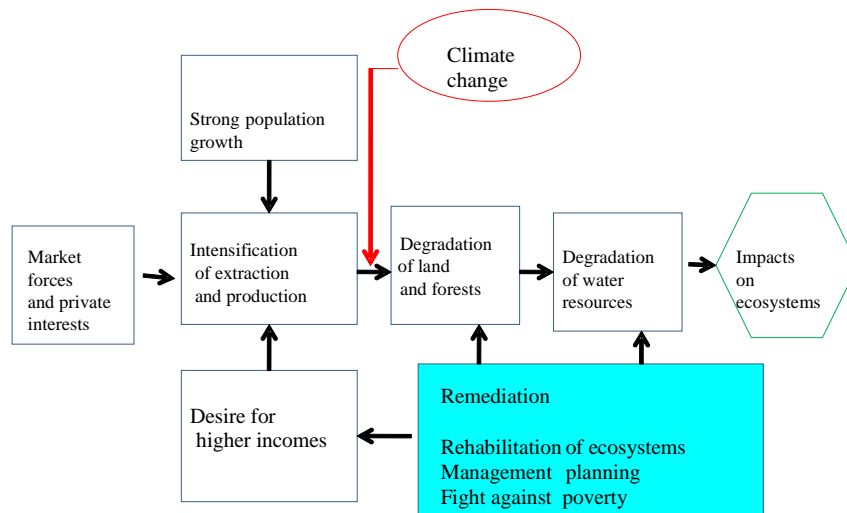 Climate
change
Strong population
growth
Market
forces
and private
interests
Intensification
of extraction
and production
Degradation
of land
and forests
Degradation
of water
resources
Impacts
on
ecosystems
Desire for
higher incomes
Remediation
Rehabilitation of ecosystems
Management planning
Fight against poverty